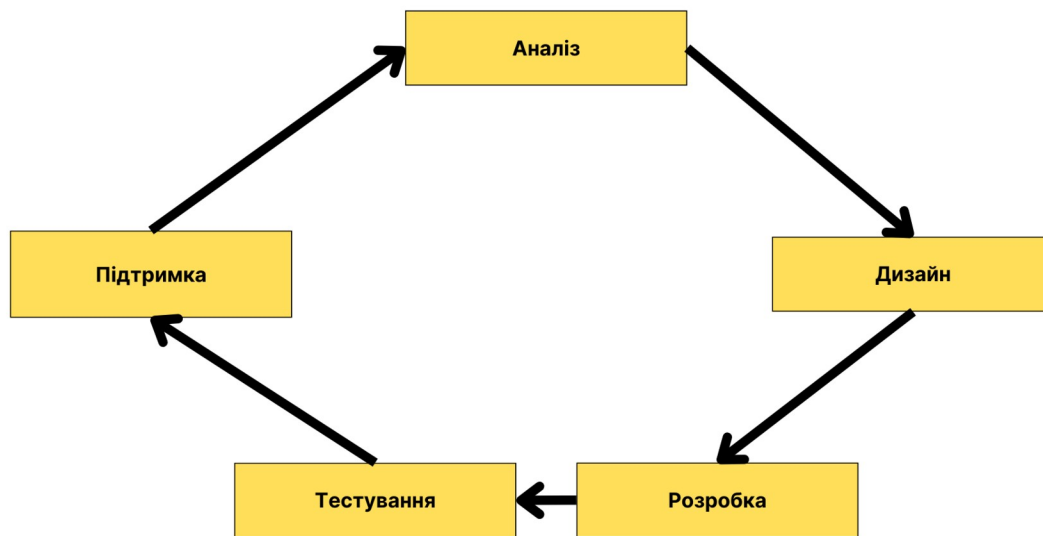 Аналіз
Підтримка
Дизайн
Тестування
Розробка